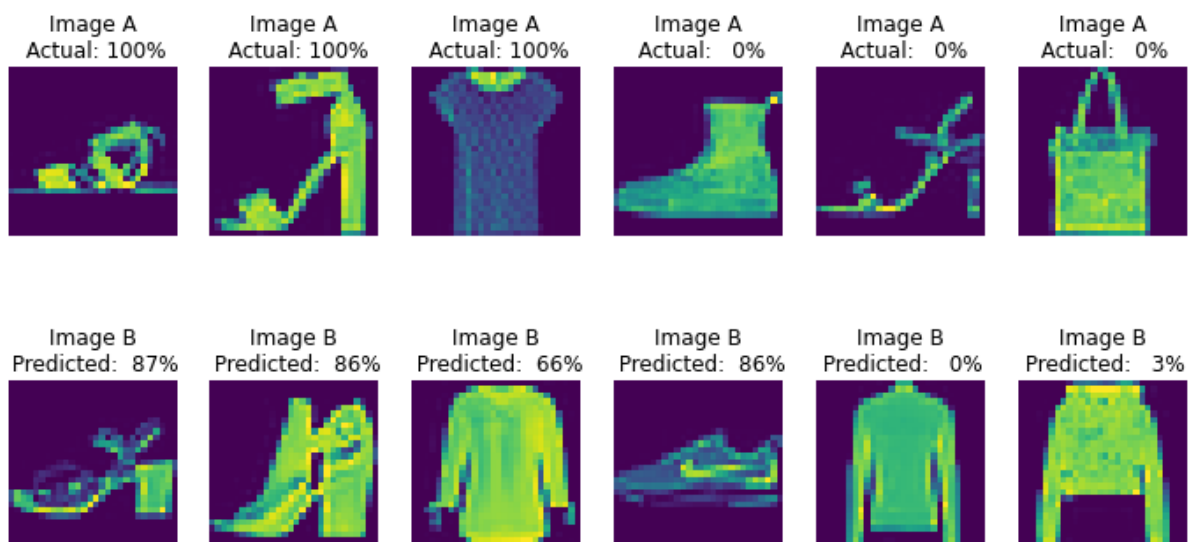 Image A
Actual: 100%
Image A
Actual: 100%
Image A
Actual: 100%
Image A
Actual: 0%
Image A
Actual: 0%
Image A
Actual: 0%
Image B
Predicted: 87%
Image B
Predicted: 86%
Image B
Predicted: 66%
Image B
Predicted: 86%
Image B
Predicted: 0%
Image B
Predicted: 3%